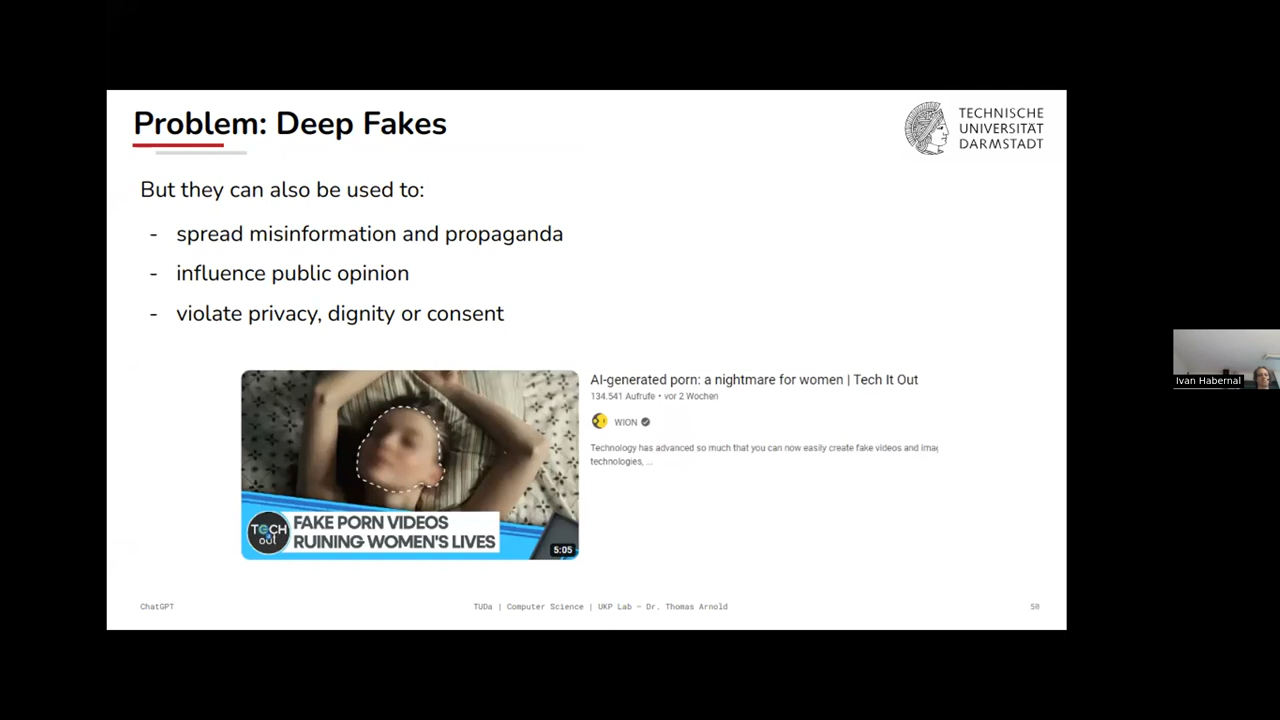 Problem: Deep Fakes
TECHNISCHE
UNIVERSITÄT
DARMSTADT
But they can also be used to:
- spread misinformation and propaganda
- influence public opinion
- violate privacy, dignity or consent
AI-generated porn: a nightmare for women | Tech It Out
134.541 Aufrufe • vor 2 Wochen
WION
Technology has advanced so much that you can now easily create fake videos and
technologies, ...
TECH
out
FAKE PORN VIDEOS
RUINING WOMEN'S LIVES
5:05
Ivan Habernal
ChatGPT
TUDa | Computer Science | UKP Lab - Dr. Thomas Arnold
50